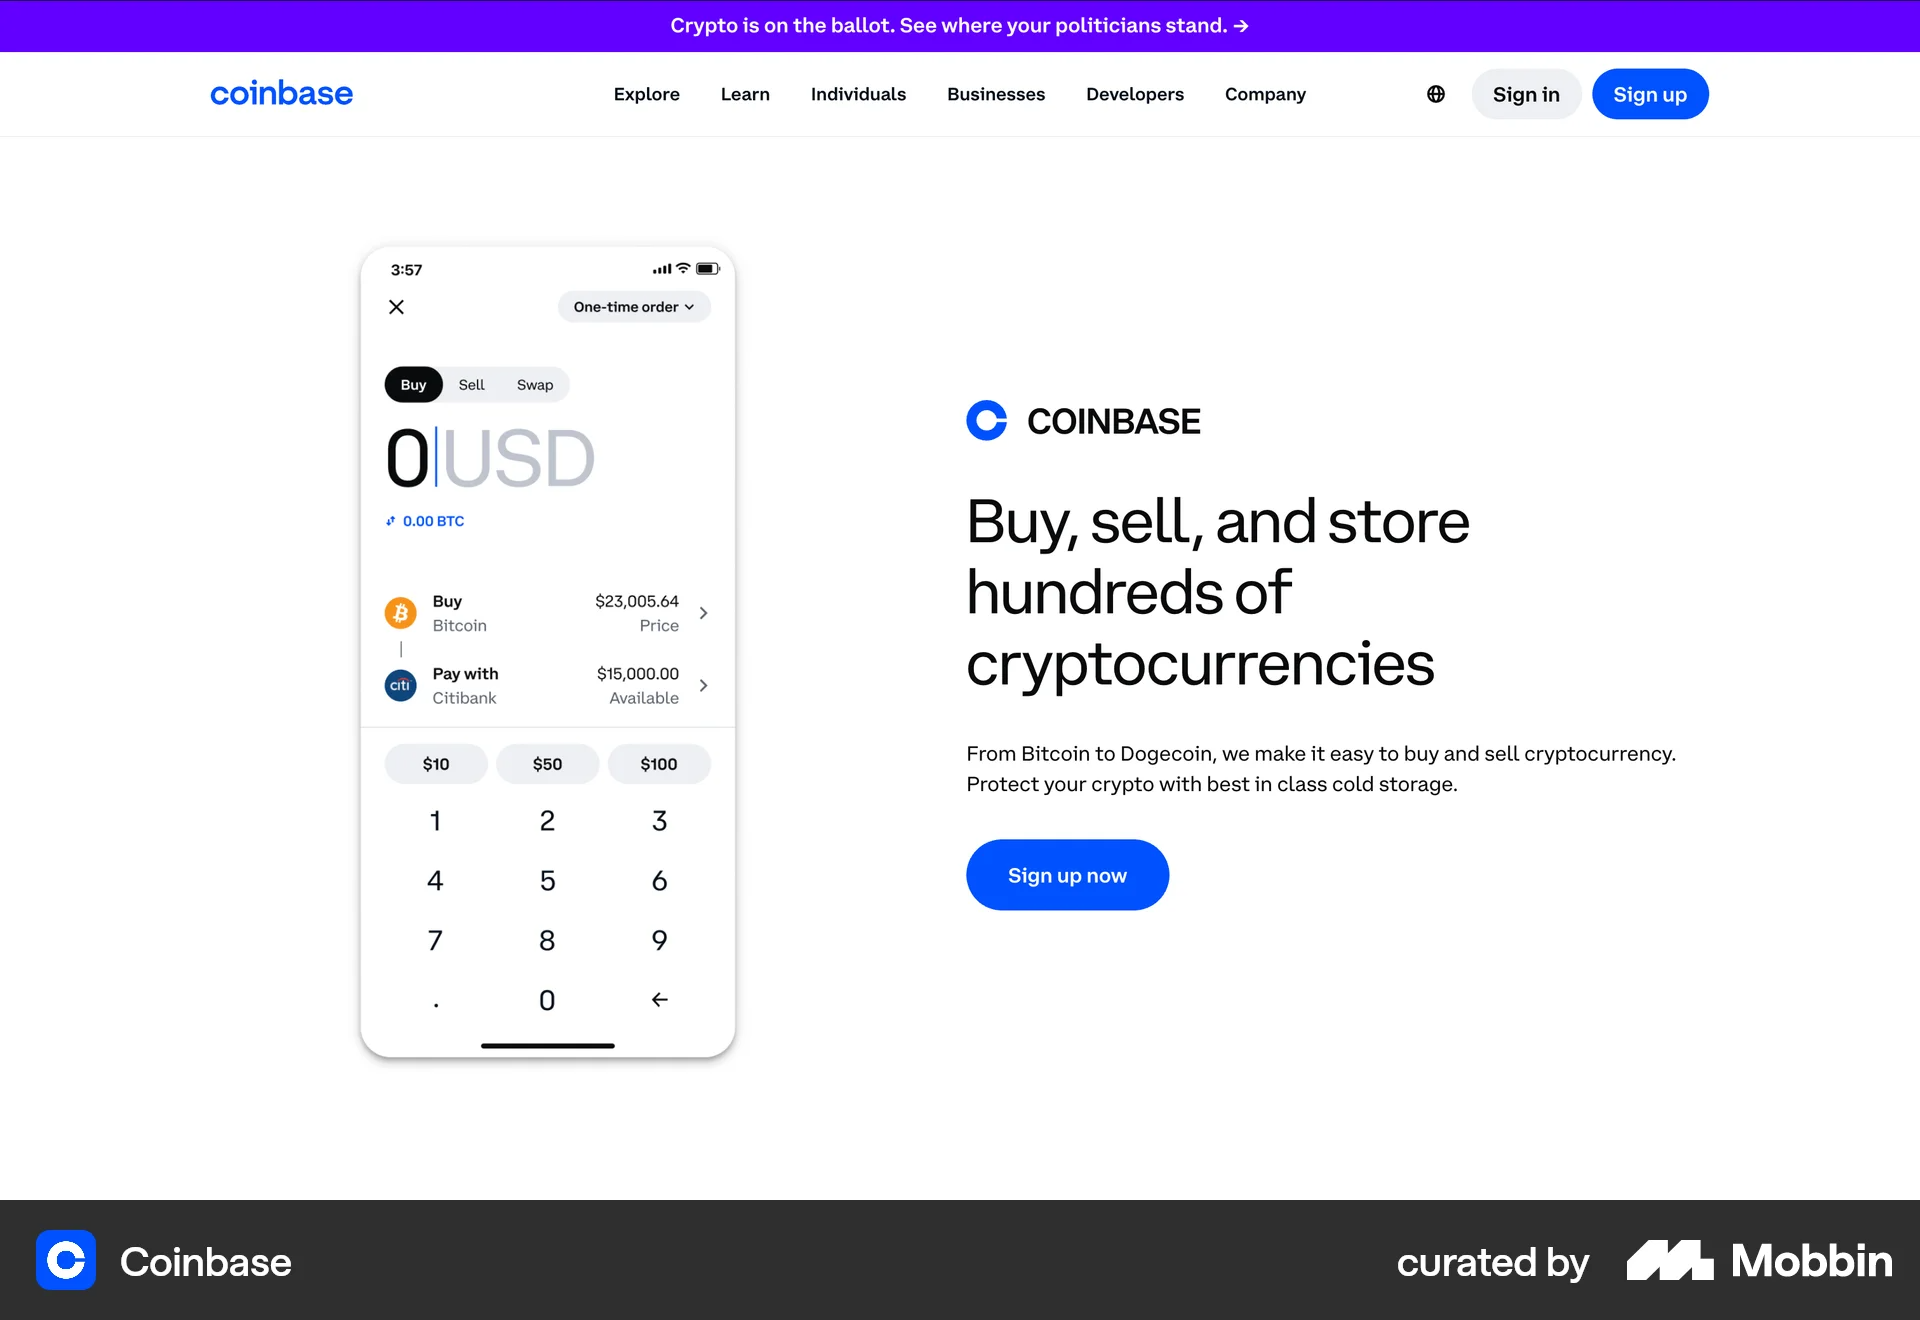 Crypto is on the ballot. See where your politicians stand. →
coinbase
Explore Learn Individuals Businesses Developers Company
Sign in Sign up
3:57
One-time order
Buy Sell Swap
0 USD
0.00 BTC
Buy $23,005.64
Bitcoin Price
Pay with $15,000.00
citi
Citibank Available
$10 $50 $100
1 2 3
4 5 6
7 8 9
. 0 ←
COINBASE
Buy, sell, and store
hundreds of
cryptocurrencies
From Bitcoin to Dogecoin, we make it easy to buy and sell cryptocurrency.
Protect your crypto with best in class cold storage.
Sign up now
Coinbase
curated by Mobbin